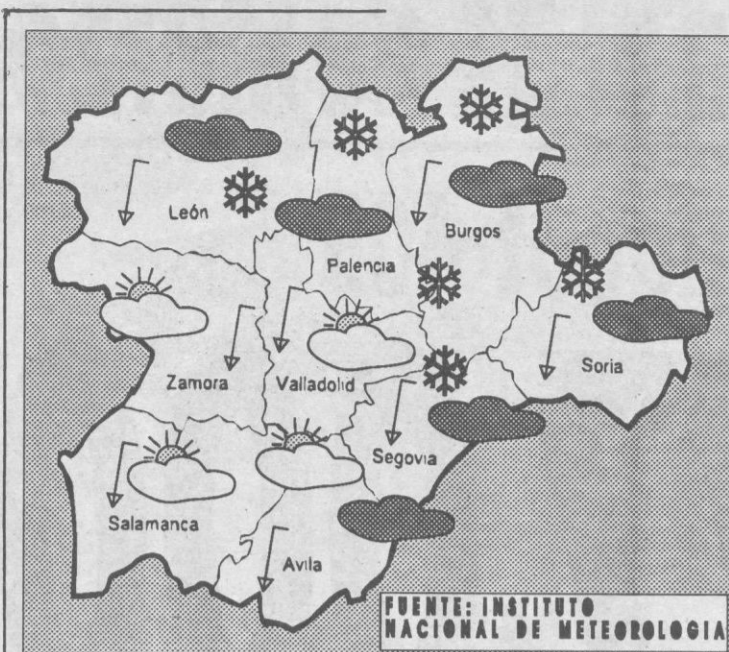 León
Burgos
Palencia
Zamora
Valladolid
Soria
Segovia
Salamanca
Avila
FUENTE: INSTITUTO
NACIONAL DE METEOROLOGIA